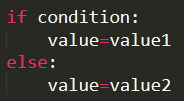 if condition:
    value=value1
else:
    value=value2